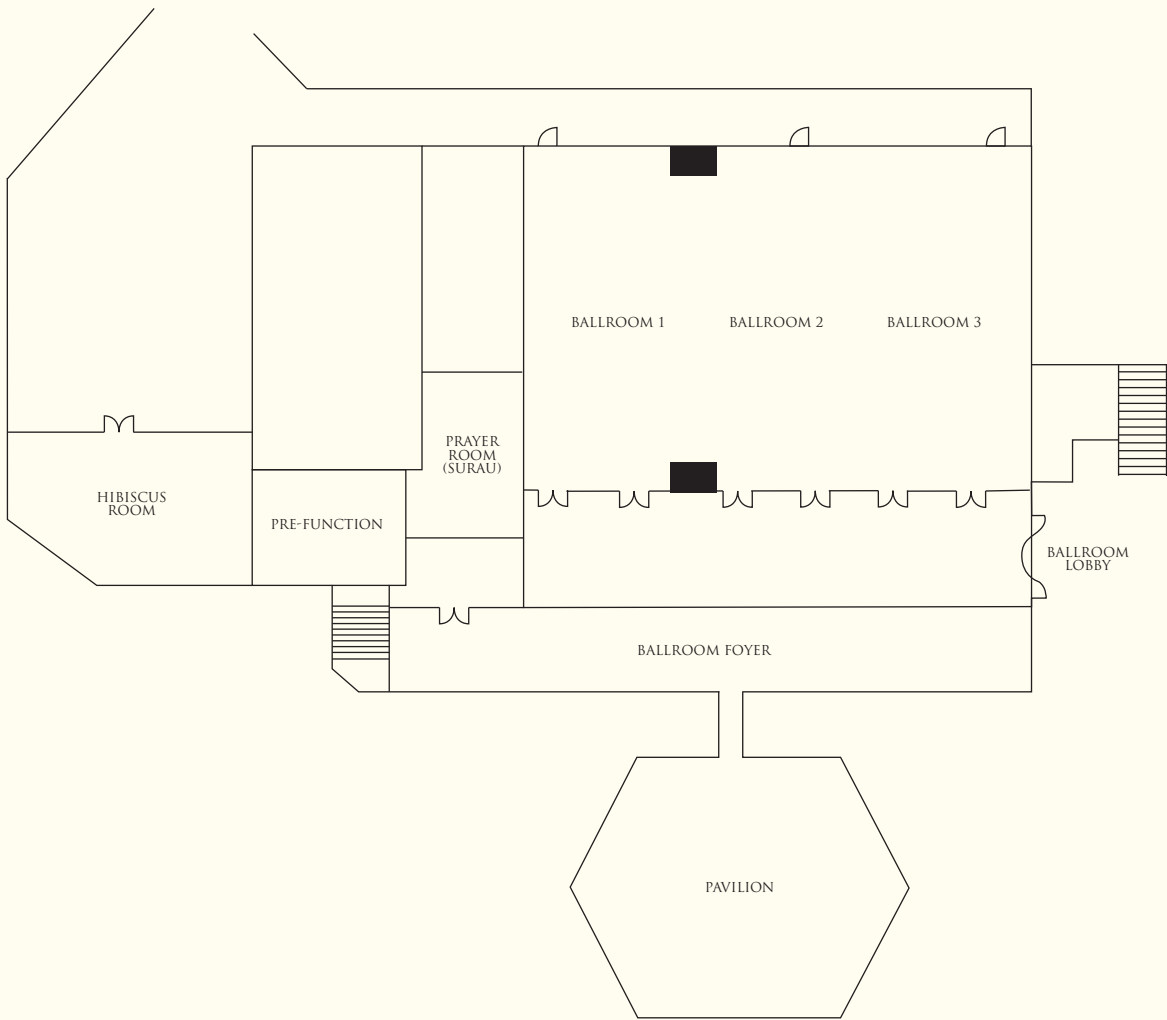 BALLROOM 1
BALLROOM 2
BALLROOM 3
PRAYER
ROOM
(SURAU)
HIBISCUS
ROOM
PRE-FUNCTION
BALLROOM
LOBBY
BALLROOM FOYER
PAVILION